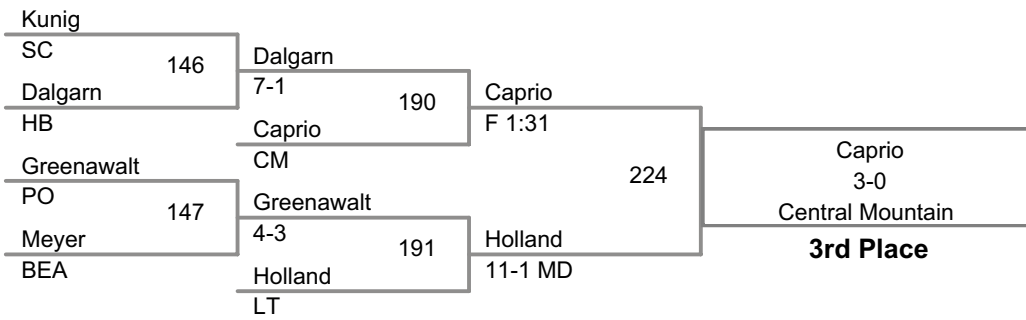 Kunig
SC
146
Dalgarn
HB
Dalgarn
7-1
190
Caprio
CM
Greenawalt
PO
147
Meyer
BEA
Greenawalt
4-3
191
Holland
LT
Caprio
F 1:31
224
Holland
11-1 MD
Caprio
3-0
Central Mountain
3rd Place